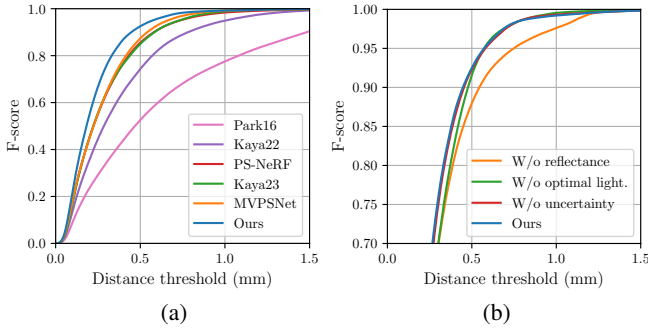 F-score
1.0
0.8
0.6
0.4
0.2
0.0
Park16
Kaya22
PS-NeRF
Kaya23
MVPSNet
Ours
0.0 0.5 1.0 1.5
Distance threshold (mm)
(a)
F-score
1.00
0.95
0.90
0.85
0.80
0.75
0.70
W/o reflectance
W/o optimal light.
W/o uncertainty
Ours
0.0 0.5 1.0 1.5
Distance threshold (mm)
(b)